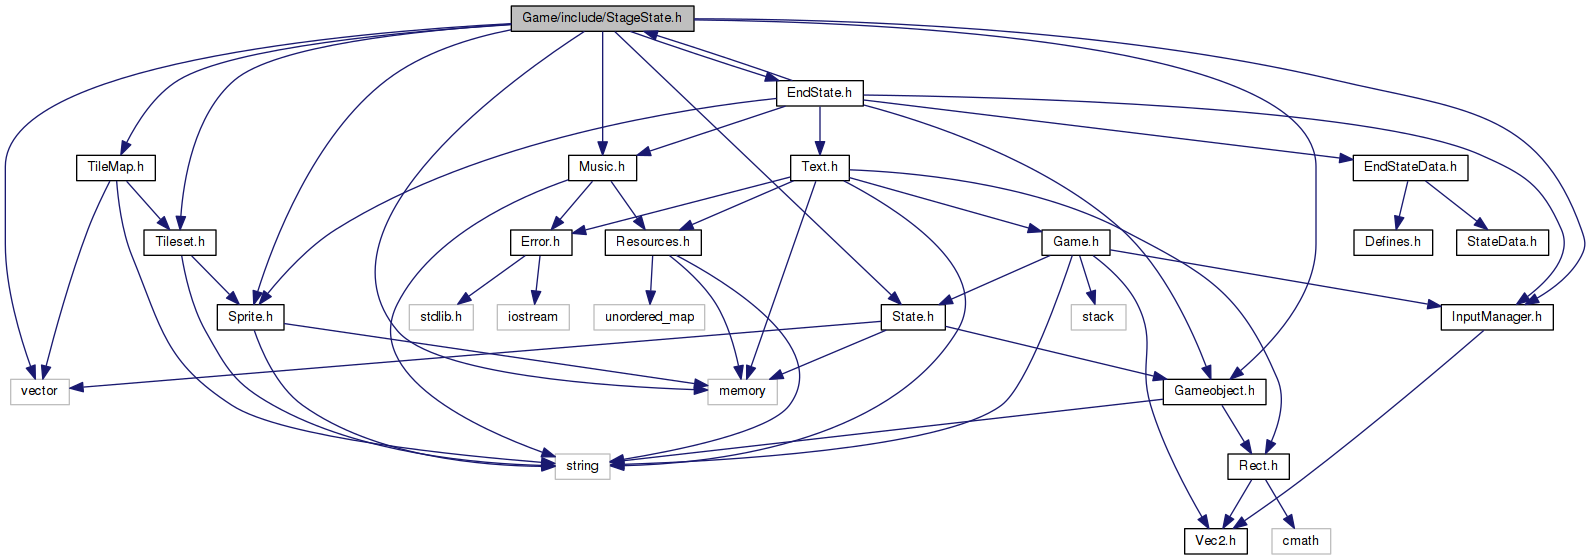 Game/include/StageState.h
EndState.h
TileMap.h
Music.h
Text.h
EndStateData.h
Tileset.h
Error.h
Resources.h
Game.h
Defines.h
StateData.h
Sprite.h
stdlib.h
iostream
unordered_map
State.h
stack
InputManager.h
vector
memory
Gameobject.h
string
Rect.h
Vec2.h
cmath